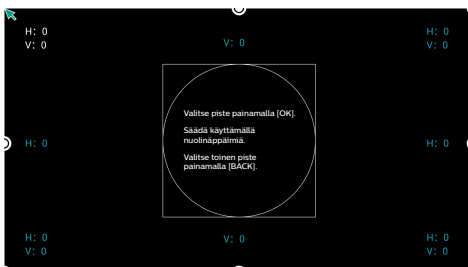 H: 0
V: 0
V: 0
H: 0
V: 0
Valitse piste painamalla [OK].
Säädä käyttämällä
nuolinäppäimiä.
Valitse toinen piste
painamalla [BACK].
H: 0
H: 0
H: 0
V: 0
V: 0
H: 0
V: 0